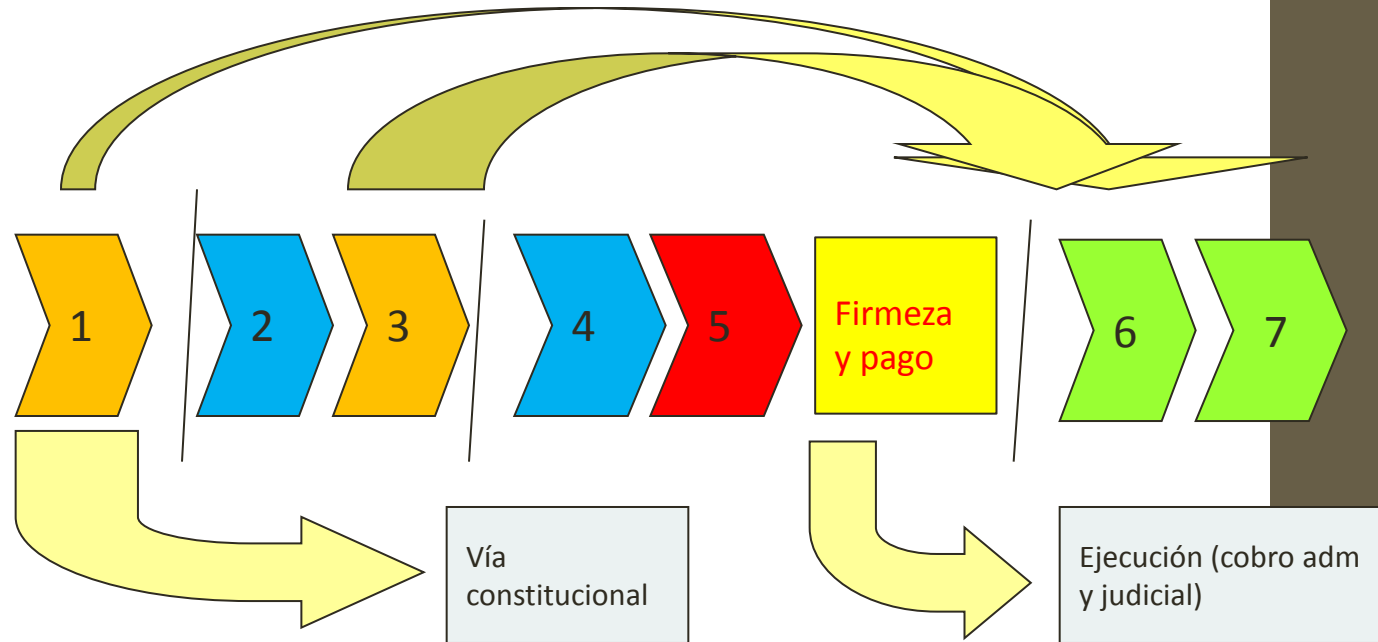 1
2
3
4
5
Firmeza
y pago
6
7
Vía
constitucional
Ejecución (cobro adm
y judicial)